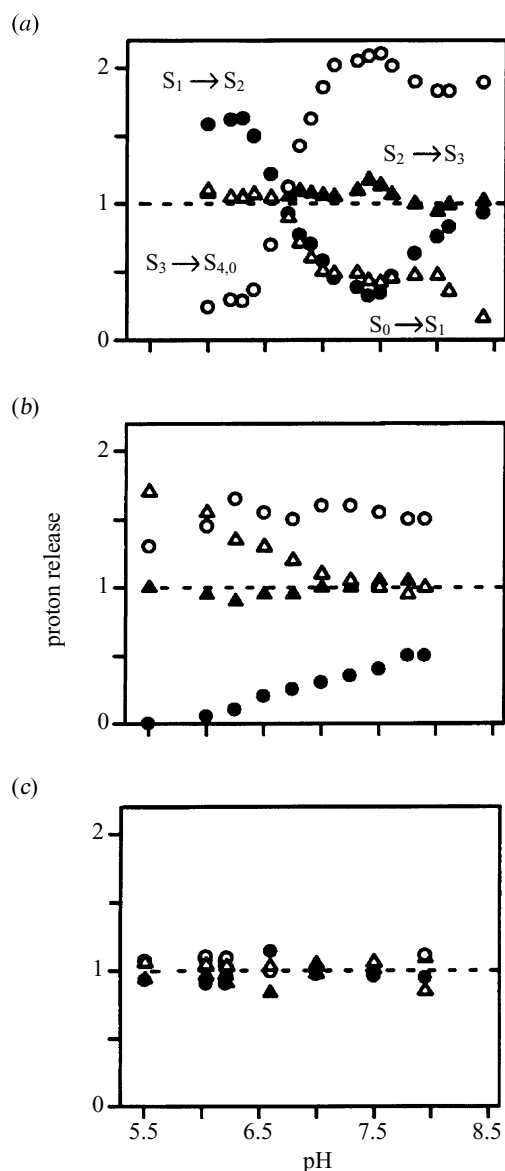 (a)
2
S₁ → S₂
S₂ → S₃
1
S₃ → S₄,₀
S₀ → S₁
0
(b)
2
1
0
proton release
(c)
2
1
0
5.5 6.5 7.5 8.5
pH